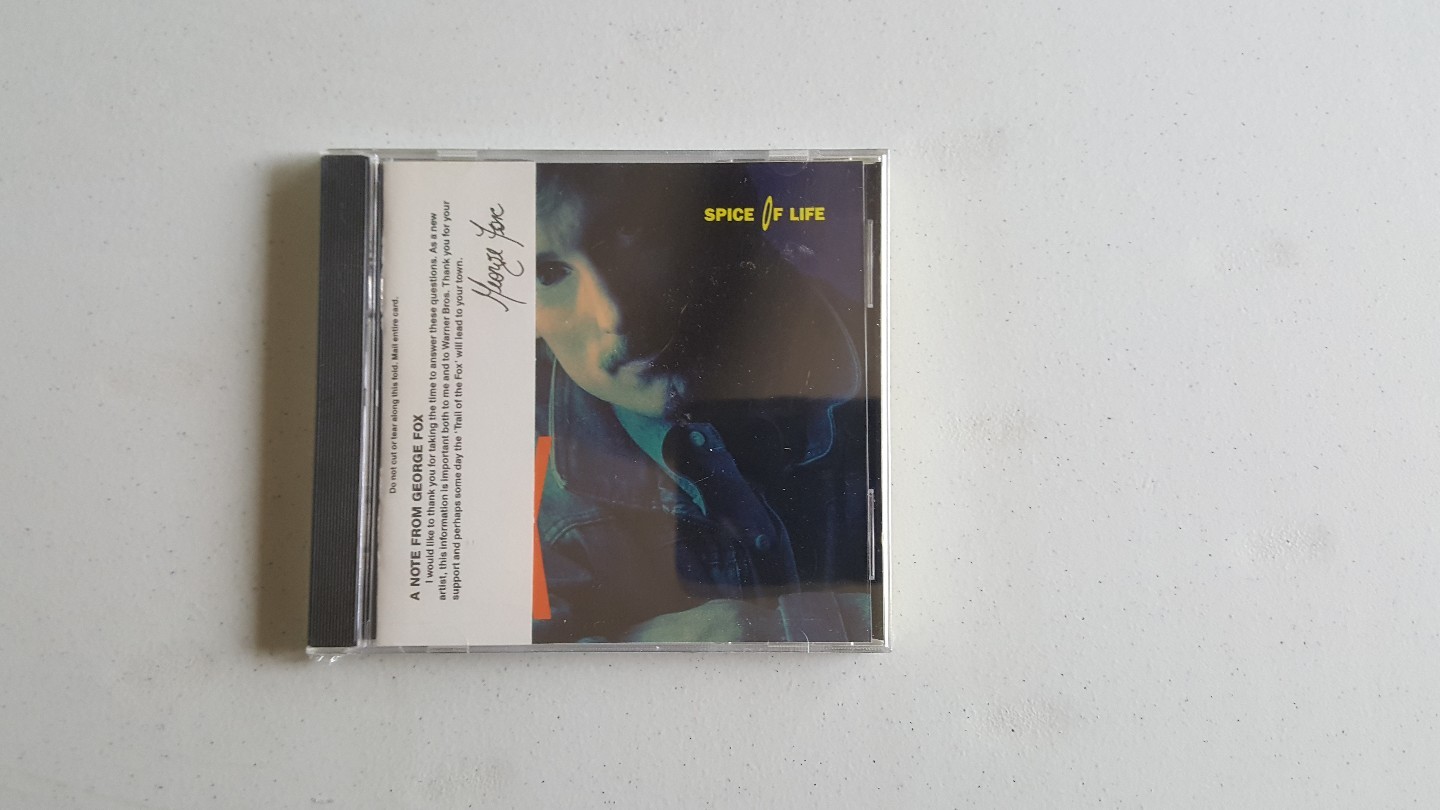 Do not cut or tear along this fold. Mail entire card.
A NOTE FROM GEORGE FOX
I would like to thank you for taking the time to answer these questions. As a new
artist, this information is important both to me and to Warner Bros. Thank you for your
support and perhaps some day the 'Trail of the Fox' will lead to your town.
George Fox
SPICE OF LIFE